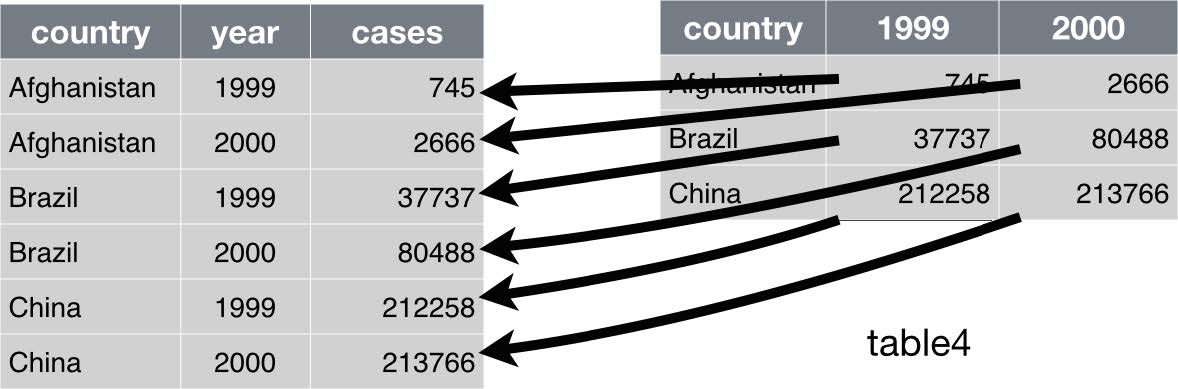 country year cases
Afghanistan 1999 745
Afghanistan 2000 2666
Brazil 1999 37737
Brazil 2000 80488
China 1999 212258
China 2000 213766
country 1999 2000
Afghanistan 745 2666
Brazil 37737 80488
China 212258 213766
table4